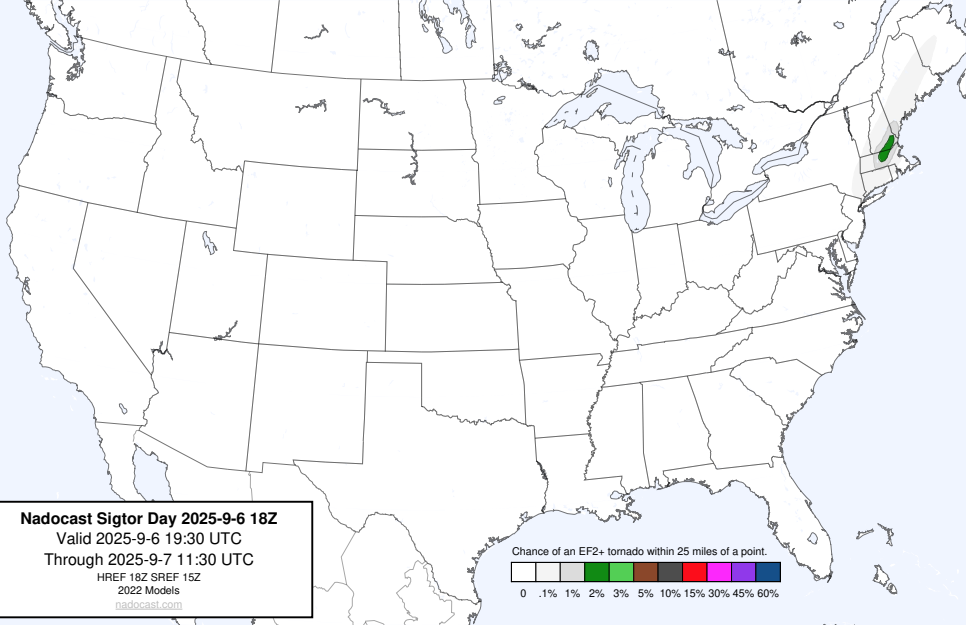 Nadocast Sigtor Day 2025-9-6 18Z
Valid 2025-9-6 19:30 UTC
Through 2025-9-7 11:30 UTC
HREF 18Z SREF 15Z
2022 Models
nadocast.com
Chance of an EF2+ tornado within 25 miles of a point.
0 .1% 1% 2% 3% 5% 10% 15% 30% 45% 60%